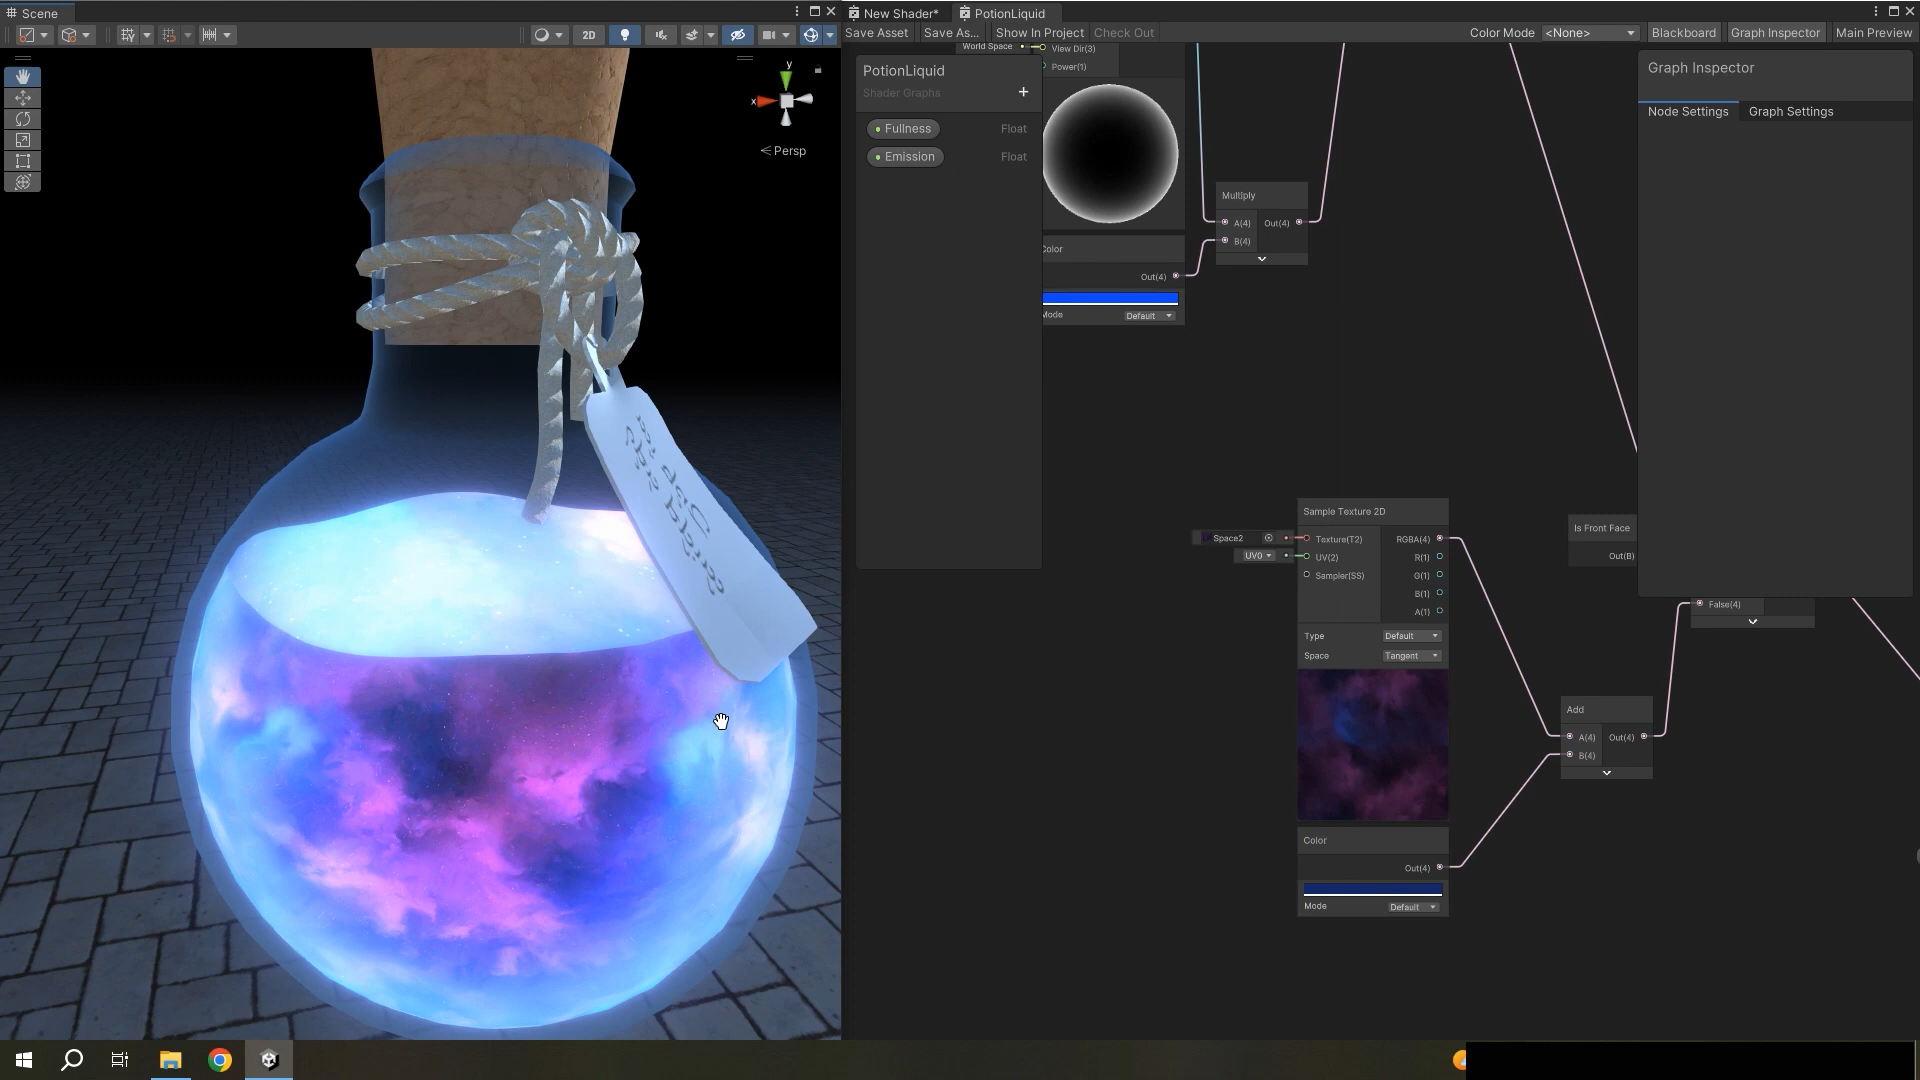 Scene
2D
y
x
Persp
New Shader*
PotionLiquid
Save Asset
Save As...
Show In Project
Check Out
Color Mode
<None>
Blackboard
Graph Inspector
Main Preview
World Space
View Dir(3)
Power(1)
PotionLiquid
Shader Graphs
+
Fullness
Float
Emission
Float
Color
Out(4)
Mode
Default
Multiply
A(4)
Out(4)
B(4)
Graph Inspector
Node Settings
Graph Settings
Sample Texture 2D
Space2
Texture(T2)
RGBA(4)
UV0
UV(2)
R(1)
Sampler(SS)
G(1)
B(1)
A(1)
Type
Default
Space
Tangent
Is Front Face
Out(B)
False(4)
Add
A(4)
Out(4)
B(4)
Color
Out(4)
Mode
Default